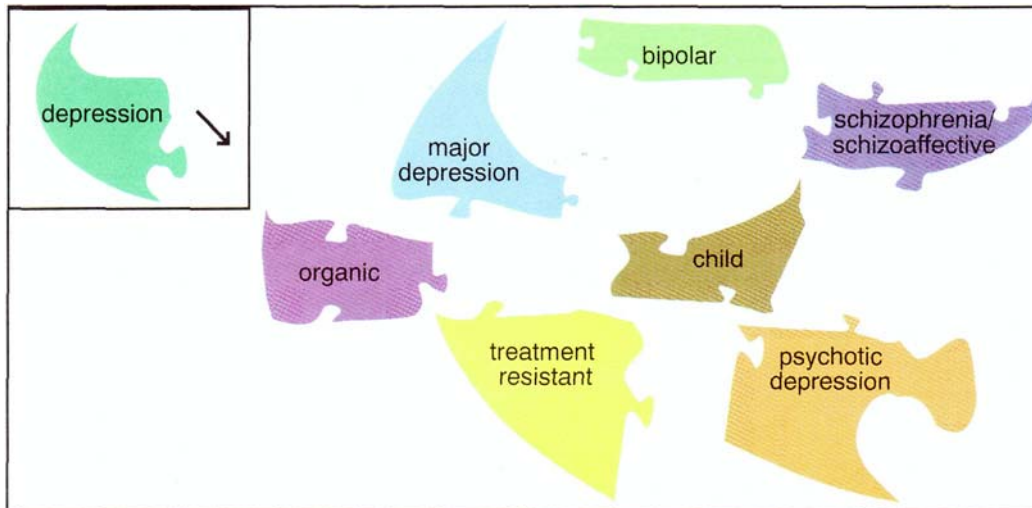 depression
bipolar
major
depression
schizophrenia/
schizoaffective
organic
child
treatment
resistant
psychotic
depression